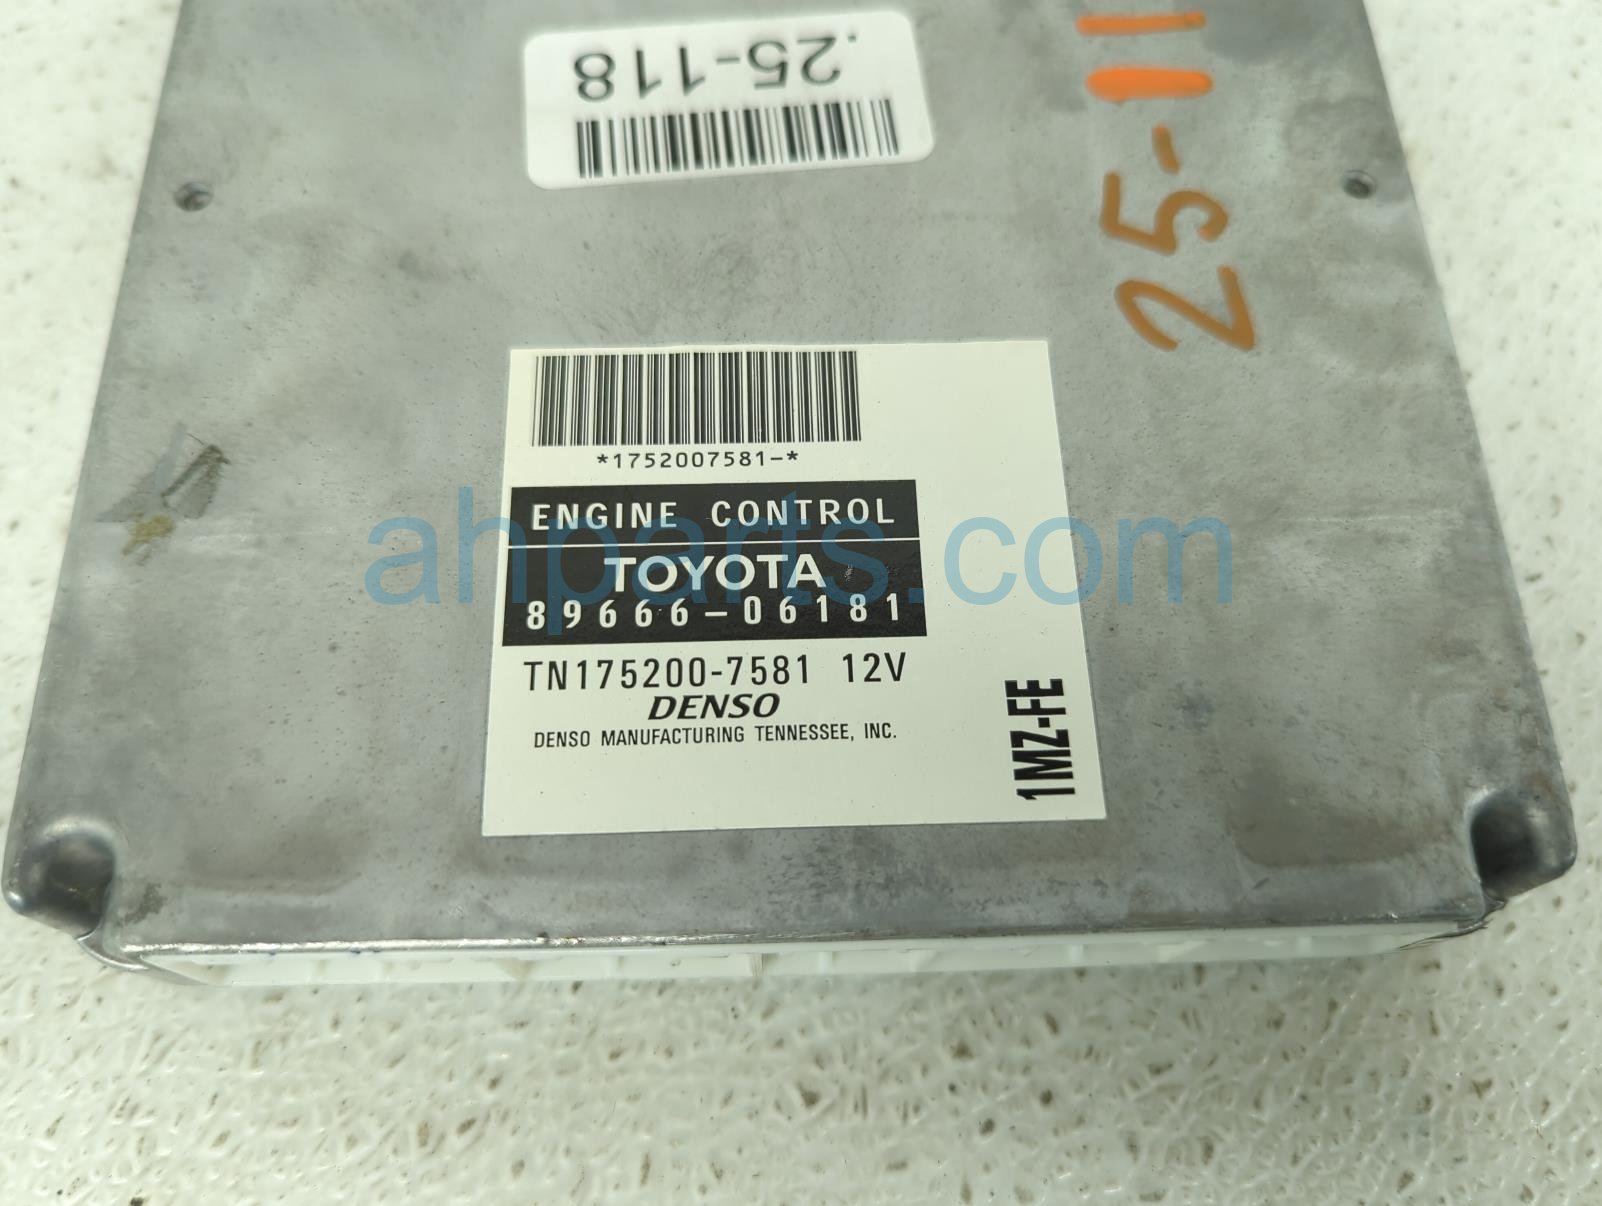 .25-118
25-11
*1752007581-*
ENGINE CONTROL
TOYOTA
89666-06181
TN175200-7581 12V
DENSO
DENSO MANUFACTURING TENNESSEE, INC.
1MZ-FE
ahparts.com